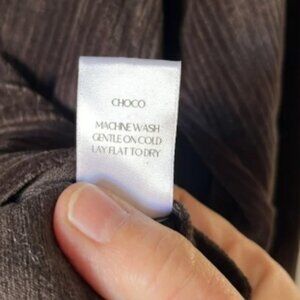 CHOCO
MACHINE WASH
GENTLE ON COLD
LAY FLAT TO DRY